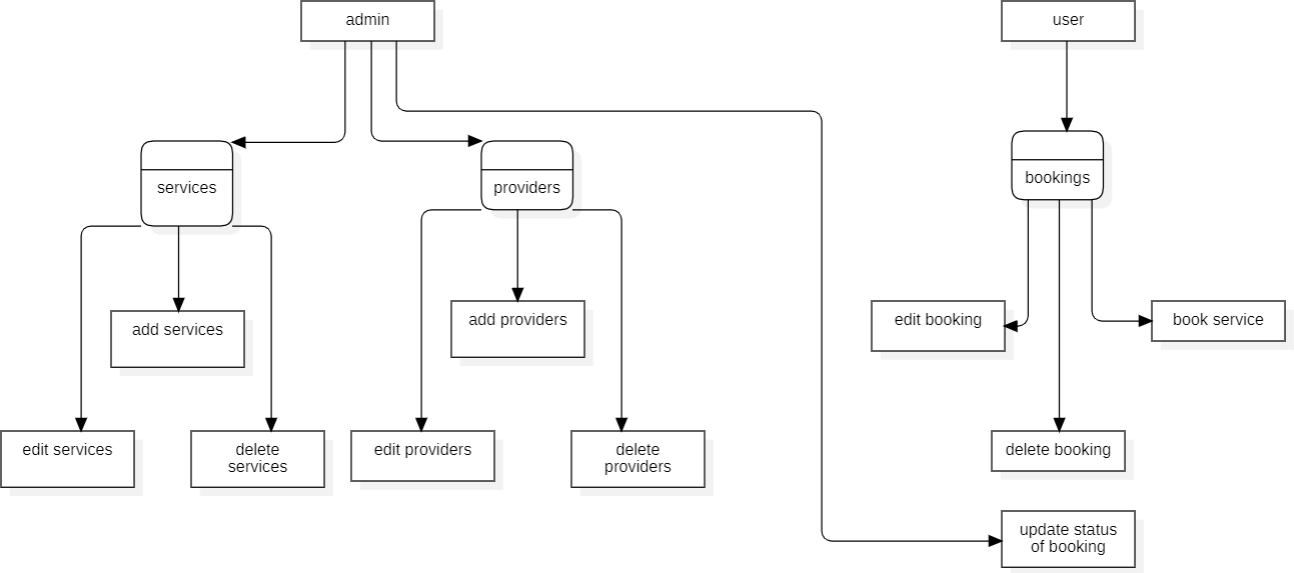 admin
user
services
providers
bookings
add services
add providers
edit booking
book service
edit services
delete
services
edit providers
delete
providers
delete booking
update status
of booking